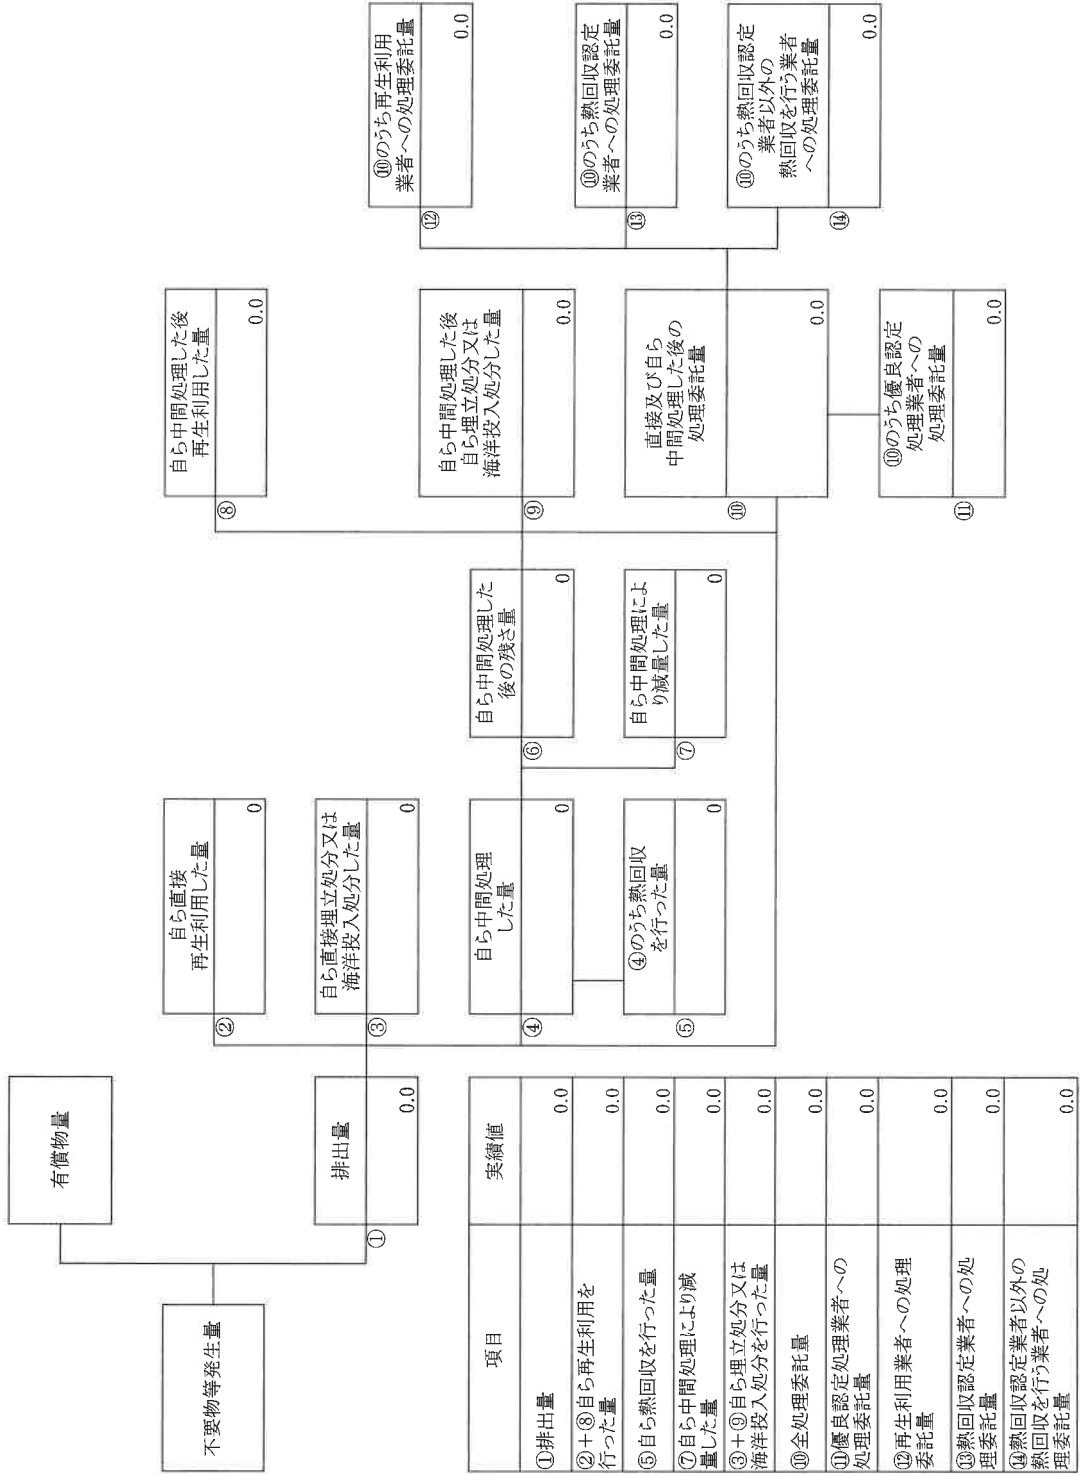 不要物等発生量
有償物量
排出量
①
0.0
自ら直接
再生利用した量
②
0
自ら直接埋立処分又は
海洋投入処分した量
③
0
自ら中間処理
した量
④
0
④のうち熱回収
を行った量
⑤
0
自ら中間処理した
後の残さ量
⑥
0
自ら中間処理によ
り減量した量
⑦
0
自ら中間処理した後
再生利用した量
⑧
0.0
自ら中間処理した後
自ら埋立処分又は
海洋投入処分した量
⑨
0.0
直接及び自ら
中間処理した後の
処理委託量
⑩
0.0
⑩のうち優良認定
処理業者への
処理委託量
⑪
0.0
⑩のうち再生利用
業者への処理委託量
⑫
0.0
⑩のうち熱回収認定
業者への処理委託量
⑬
0.0
⑩のうち熱回収認定
業者以外の
熱回収を行う業者
への処理委託量
⑭
0.0
項目
実績値
①排出量
0.0
②+⑧自ら再生利用を
行った量
0.0
⑤自ら熱回収を行った量
0.0
⑦自ら中間処理により減
量した量
0.0
③+⑨自ら埋立処分又は
海洋投入処分を行った量
0.0
⑩全処理委託量
0.0
⑪優良認定処理業者への
処理委託量
0.0
⑫再生利用業者への処理
委託量
0.0
⑬熱回収認定業者への処
理委託量
0.0
⑭熱回収認定業者以外の
熱回収を行う業者への処
理委託量
0.0